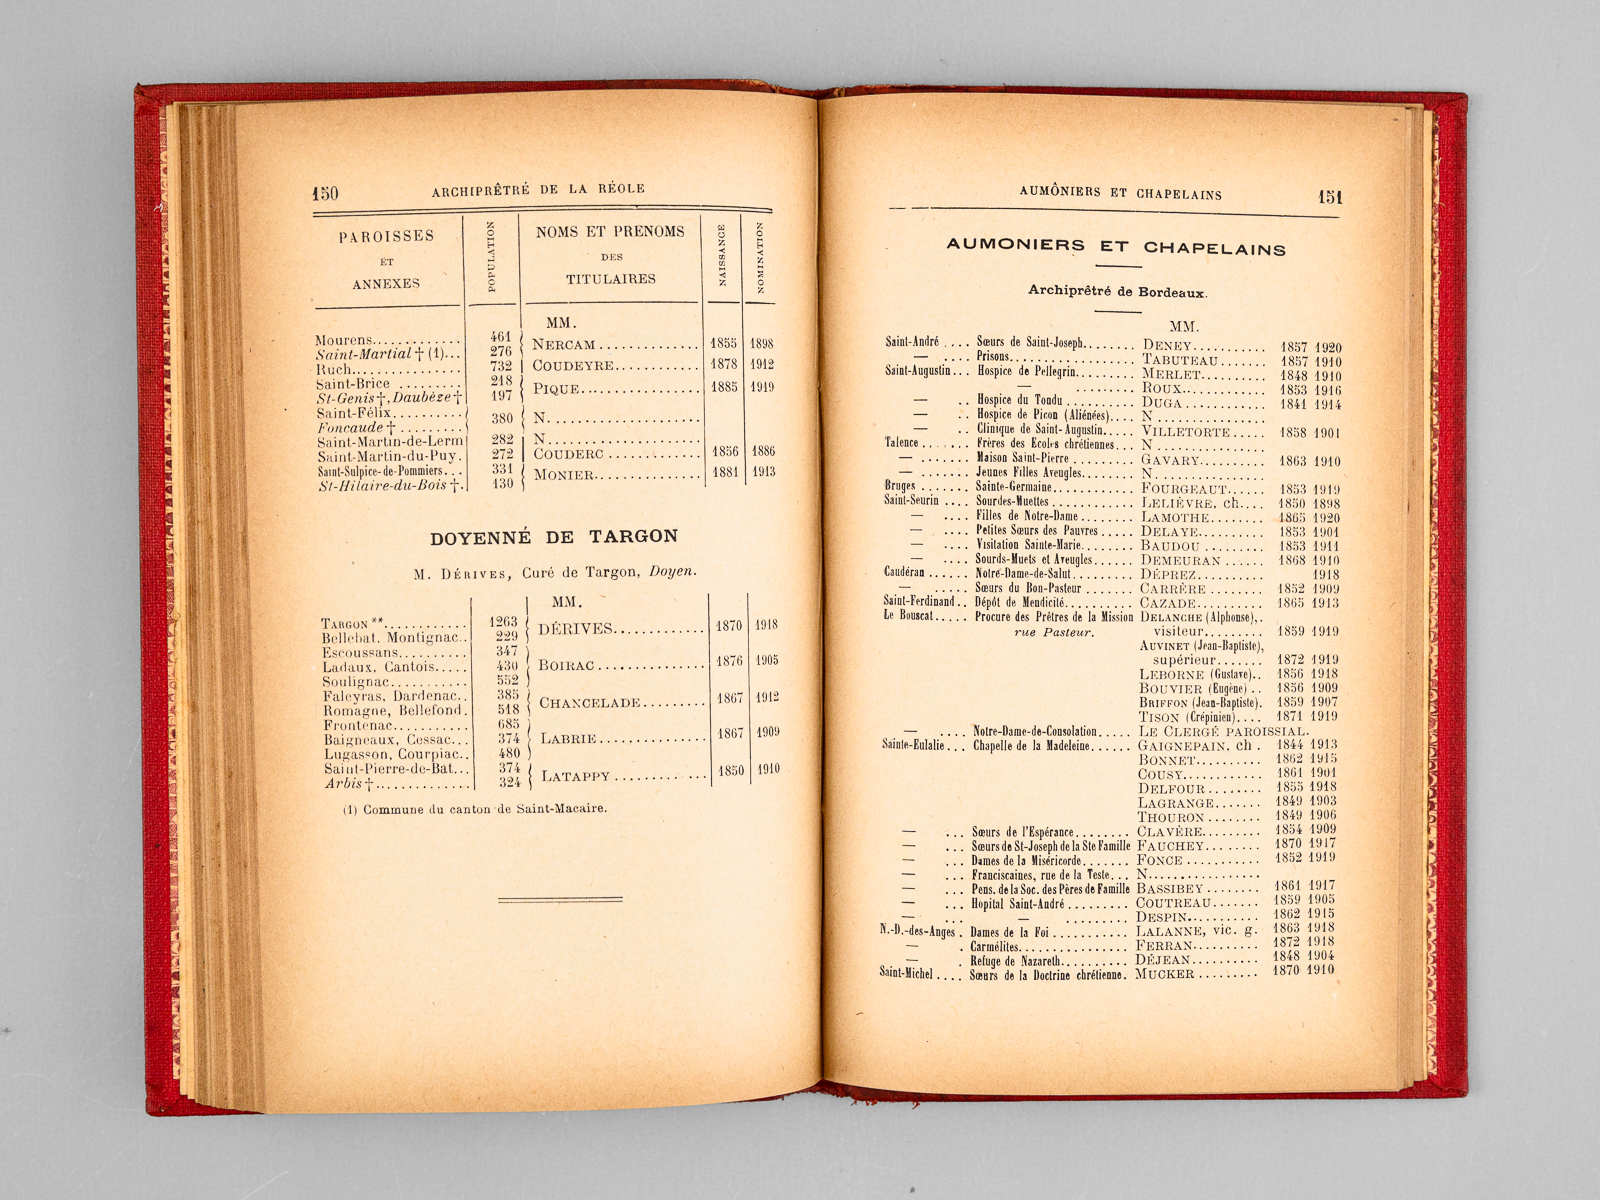 150 ARCHIPRÊTRÉ DE LA RÉOLE
PAROISSES ET ANNEXES POPULATION NOMS ET PRENOMS DES TITULAIRES NAISSANCE NOMINATION
MM.
Mourens............. 461 NERCAM.............. 1855 1898
Saint-Martial † (1)... 276
Ruch............... 732 COUDEYRE............ 1878 1912
Saint-Brice ......... 218 PIQUE............... 1885 1919
St-Genis †, Daubèze † 197
Saint-Félix.......... 380 N....................
Foncaude † .........
Saint-Martin-de-Lerm 282 N....................
Saint-Martin-du-Puy. 272 COUDERC ............ 1856 1886
Saint-Sulpice-de-Pommiers... 331 MONIER.............. 1881 1913
St-Hilaire-du-Bois †. 130
DOYENNÉ DE TARGON
M. DÉRIVES, Curé de Targon, Doyen.
MM.
TARGON **............ 1263 DÉRIVES............. 1870 1918
Bellebat, Montignac.. 229
Escoussans.......... 347
Ladaux, Cantois..... 430 BOIRAC............... 1876 1905
Soulignac........... 552
Faleyras, Dardenac.. 385 CHANCELADE......... 1867 1912
Romagne, Bellefond. 518
Frontenac........... 685
Baigneaux, Cessac... 374 LABRIE.............. 1867 1909
Lugasson, Courpiac.. 480
Saint-Pierre-de-Bat... 374 LATAPPY ............ 1850 1910
Arbis †............. 324
(1) Commune du canton de Saint-Macaire.
AUMÔNIERS ET CHAPELAINS 151
AUMONIERS ET CHAPELAINS
Archiprêtré de Bordeaux.
MM.
Saint-André .... Sœurs de Saint-Joseph........ DENEY........... 1857 1920
— .... Prisons.................. TABUTEAU........ 1857 1910
Saint-Augustin... Hospice de Pellegrin......... MERLET.......... 1848 1910
— ......... ROUX............ 1853 1916
— .. Hospice du Tondu .......... DUGA............ 1841 1914
— .. Hospice de Picon (Aliénées).... N...............
— .. Clinique de Saint-Augustin..... VILLETORTE ..... 1858 1901
Talence ....... Frères des Ecoles chrétiennes... N...............
— ....... Maison Saint-Pierre ......... GAVARY.......... 1863 1910
— ....... Jeunes Filles Aveugles........ N...............
Bruges ....... Sainte-Germaine............ FOURGEAUT...... 1853 1919
Saint-Seurin .... Sourdes-Muettes ............ LELIÈVRE, ch.... 1850 1898
— .... Filles de Notre-Dame ........ LAMOTHE........ 1865 1920
— .... Petites Sœurs des Pauvres ..... DELAYE.......... 1853 1901
— .... Visitation Sainte-Marie........ BAUDOU ......... 1853 1911
.... Sourds-Muets et Aveugles...... DEMEURAN ...... 1868 1910
Caudéran ...... Notre-Dame-de-Salut......... DÉPREZ.......... 1918
— ..... Sœurs du Bon-Pasteur ....... CARRÈRE ........ 1852 1909
Saint-Ferdinand.. Dépôt de Mendicité.......... CAZADE.......... 1865 1913
Le Bouscat..... Procure des Prêtres de la Mission DELANCHE (Alphonse),.
rue Pasteur. visiteur......... 1859 1919
AUVINET (Jean-Baptiste),
supérieur....... 1872 1919
LEBORNE (Gustave).. 1856 1918
BOUVIER (Eugène) .. 1856 1909
BRIFFON (Jean-Baptiste). 1859 1907
TISON (Crépinien).... 1871 1919
— .... Notre-Dame-de-Consolation..... LE CLERGÉ PAROISSIAL.
Sainte-Eulalie... Chapelle de la Madeleine...... GAIGNEPAIN, ch . 1844 1913
BONNET.......... 1862 1915
COUSY........... 1861 1901
DELFOUR ........ 1855 1918
LAGRANGE....... 1849 1903
THOURON ........ 1849 1906
— ... Sœurs de l'Espérance........ CLAVÈRE......... 1854 1909
— ... Sœurs de St-Joseph de la Ste Famille FAUCHEY........ 1870 1917
— ... Dames de la Miséricorde....... FONCE ........... 1852 1919
— ... Franciscaines, rue de la Teste... N...............
— ... Pens. de la Soc. des Pères de Famille BASSIBEY ........ 1861 1917
— ... Hopital Saint-André ......... COUTREAU....... 1859 1905
— ... — ......... DESPIN.......... 1862 1915
N.-D.-des-Anges . Dames de la Foi ........... LALANNE, vic. g. 1863 1918
— . Carmélites................ FERRAN.......... 1872 1918
— . Refuge de Nazareth.......... DÉJEAN.......... 1848 1904
Saint-Michel .... Sœurs de la Doctrine chrétienne. MUCKER ......... 1870 1910